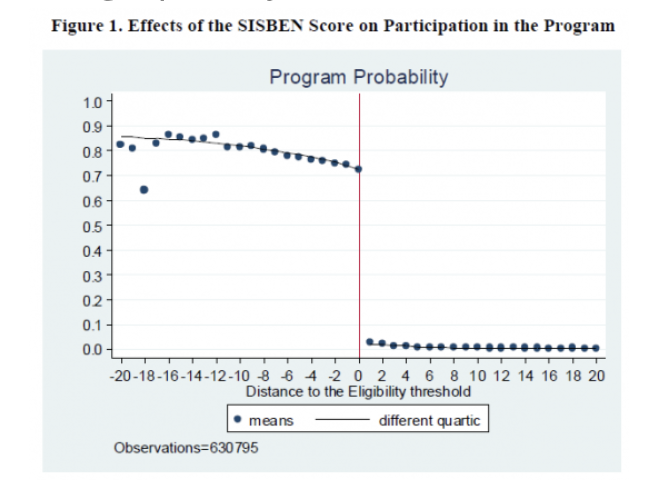 Figure 1. Effects of the SISBEN Score on Participation in the Program
Program Probability
1.0
0.9
0.8
0.7
0.6
0.5
0.4
0.3
0.2
0.1
0.0
-20 -18 -16 -14 -12 -10 -8 -6 -4 -2 0 2 4 6 8 10 12 14 16 18 20
Distance to the Eligibility threshold
means different quartic
Observations=630795